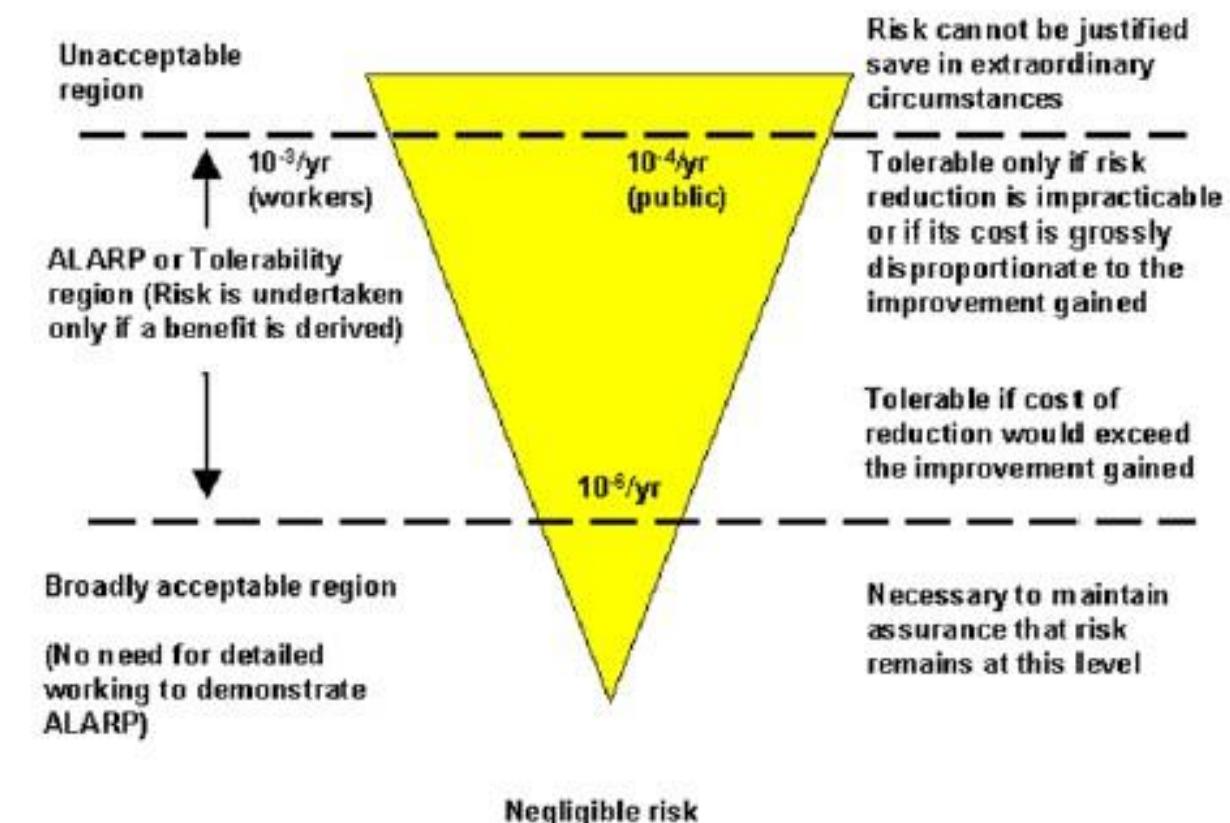 Unacceptable
region
Risk cannot be justified
save in extraordinary
circumstances
10⁻³/yr
(workers)
10⁻⁴/yr
(public)
Tolerable only if risk
reduction is impracticable
or if its cost is grossly
disproportionate to the
improvement gained
ALARP or Tolerability
region (Risk is undertaken
only if a benefit is derived)
Tolerable if cost of
reduction would exceed
the improvement gained
10⁻⁶/yr
Broadly acceptable region
(No need for detailed
working to demonstrate
ALARP)
Necessary to maintain
assurance that risk
remains at this level
Negligible risk